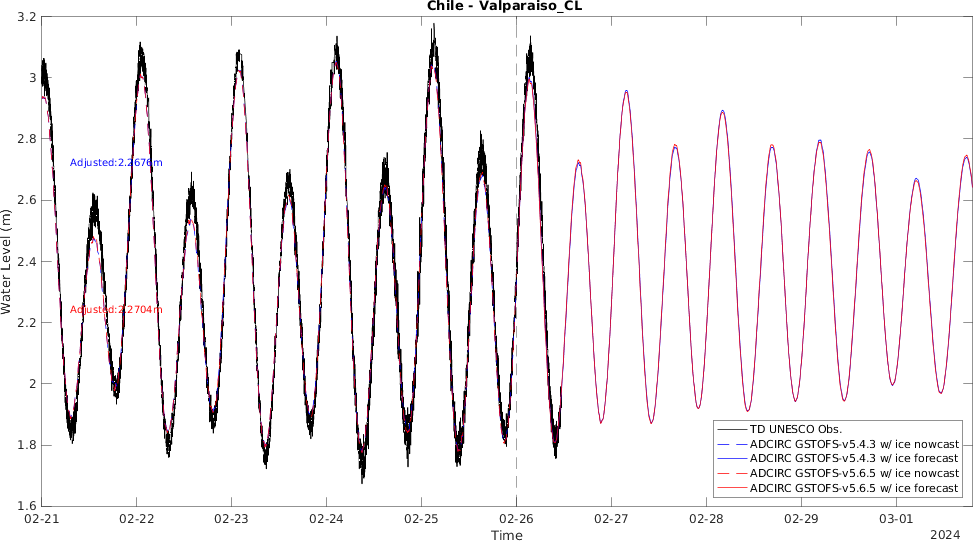 Chile - Valparaiso_CL
3.2
3
2.8
2.6
2.4
2.2
2
1.8
1.6
Water Level (m)
Adjusted:2.2676m
Adjusted:2.2704m
TD UNESCO Obs.
ADCIRC GSTOFS-v5.4.3 w/ ice nowcast
ADCIRC GSTOFS-v5.4.3 w/ ice forecast
ADCIRC GSTOFS-v5.6.5 w/ ice nowcast
ADCIRC GSTOFS-v5.6.5 w/ ice forecast
02-21 02-22 02-23 02-24 02-25 02-26 02-27 02-28 02-29 03-01
Time
2024